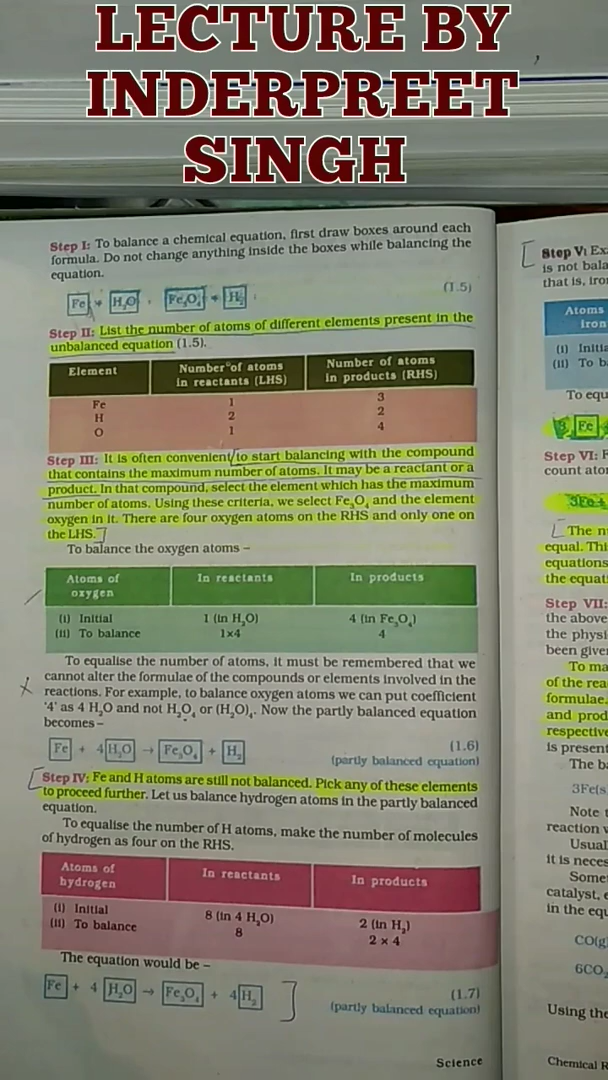 LECTURE BY
INDERPREET
SINGH
Step I: To balance a chemical equation, first draw boxes around each
formula. Do not change anything inside the boxes while balancing the
equation.
Fe + H₂O → Fe₃O₄ + H₂ (1.5)
Step II: List the number of atoms of different elements present in the
unbalanced equation (1.5).
Element Number of atoms in reactants (LHS) Number of atoms in products (RHS)
Fe 1 3
H 2 2
O 1 4
Step III: It is often convenient to start balancing with the compound
that contains the maximum number of atoms. It may be a reactant or a
product. In that compound, select the element which has the maximum
number of atoms. Using these criteria, we select Fe₃O₄ and the element
oxygen in it. There are four oxygen atoms on the RHS and only one on
the LHS.
To balance the oxygen atoms –
Atoms of oxygen In reactants In products
(i) Initial 1 (in H₂O) 4 (in Fe₃O₄)
(ii) To balance 1×4 4
To equalise the number of atoms, it must be remembered that we
cannot alter the formulae of the compounds or elements involved in the
reactions. For example, to balance oxygen atoms we can put coefficient
'4' as 4 H₂O and not H₂O₄ or (H₂O)₄. Now the partly balanced equation
becomes –
Fe + 4 H₂O → Fe₃O₄ + H₂ (1.6)
(partly balanced equation)
Step IV: Fe and H atoms are still not balanced. Pick any of these elements
to proceed further. Let us balance hydrogen atoms in the partly balanced
equation.
To equalise the number of H atoms, make the number of molecules
of hydrogen as four on the RHS.
Atoms of hydrogen In reactants In products
(i) Initial 8 (in 4 H₂O) 2 (in H₂)
(ii) To balance 8 2 × 4
The equation would be –
Fe + 4 H₂O → Fe₃O₄ + 4 H₂ (1.7)
(partly balanced equation)
Science
Step V: Ex
is not bala
that is, iro
Atoms
iron
(i) Initia
(ii) To b
To equ
3 Fe
Step VI: F
count ato
3Fe +
The n
equal. Thi
equations
the equat
Step VII:
the above
the physi
been give
To ma
of the rea
formulae.
and prod
respective
is present
The ba
3Fe(s
Note t
reaction w
Usual
it is neces
Some
catalyst, e
in the equ
CO(g
6CO₂
Using the
Chemical R